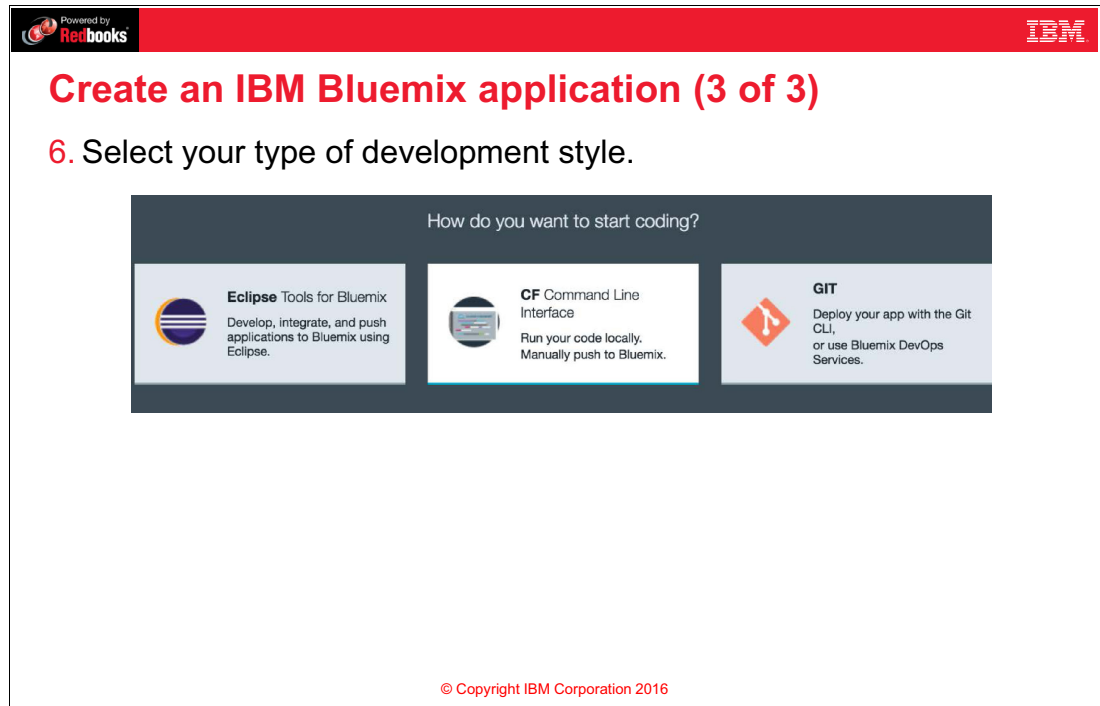 Powered by
Redbooks
IBM
Create an IBM Bluemix application (3 of 3)
6. Select your type of development style.
How do you want to start coding?
Eclipse Tools for Bluemix
Develop, integrate, and push
applications to Bluemix using
Eclipse.
CF Command Line
Interface
Run your code locally.
Manually push to Bluemix.
GIT
Deploy your app with the Git
CLI,
or use Bluemix DevOps
Services.
© Copyright IBM Corporation 2016